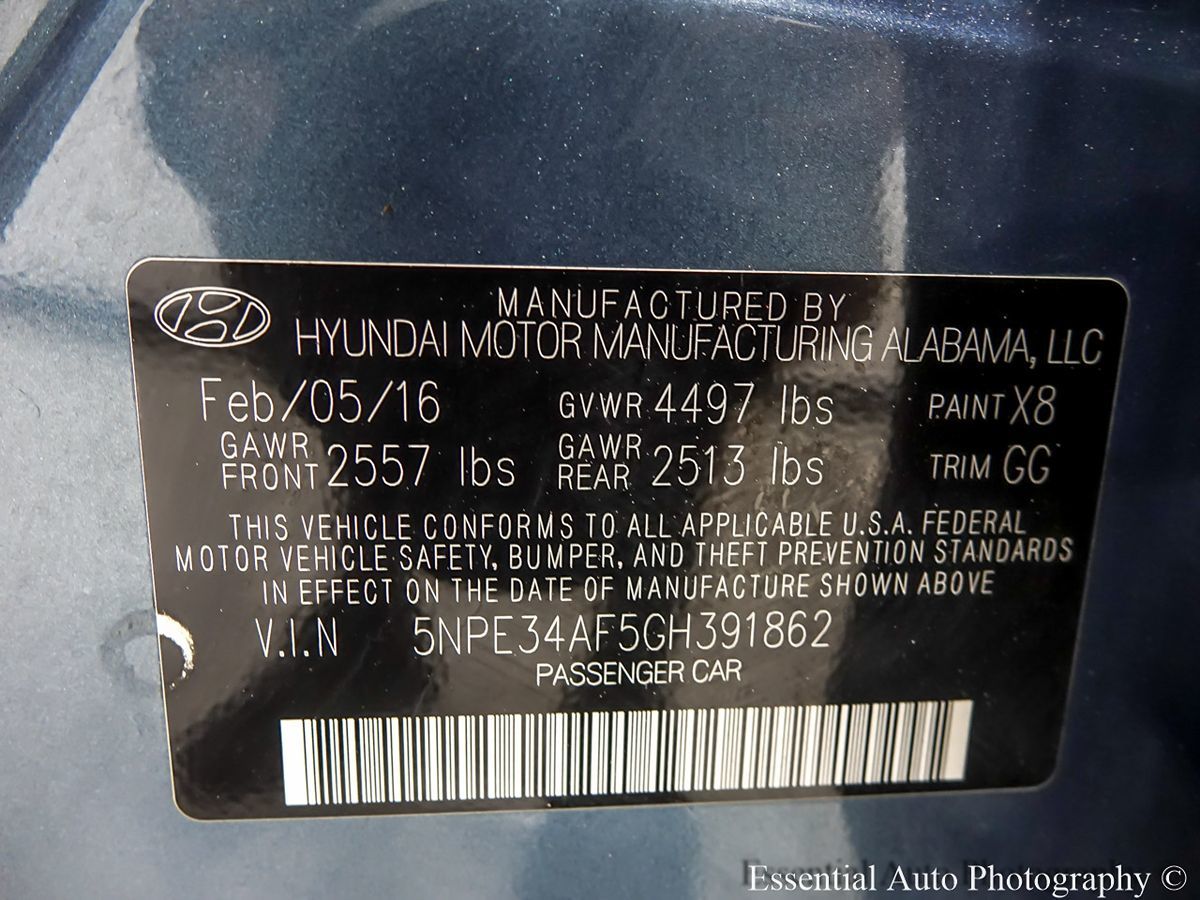 MANUFACTURED BY
HYUNDAI MOTOR MANUFACTURING ALABAMA, LLC
Feb/05/16 GVWR 4497 lbs PAINT X8
GAWR FRONT 2557 lbs GAWR REAR 2513 lbs TRIM GG
THIS VEHICLE CONFORMS TO ALL APPLICABLE U.S.A. FEDERAL
MOTOR VEHICLE SAFETY, BUMPER, AND THEFT PREVENTION STANDARDS
IN EFFECT ON THE DATE OF MANUFACTURE SHOWN ABOVE
V.I.N 5NPE34AF5GH391862
PASSENGER CAR
Essential Auto Photography ©